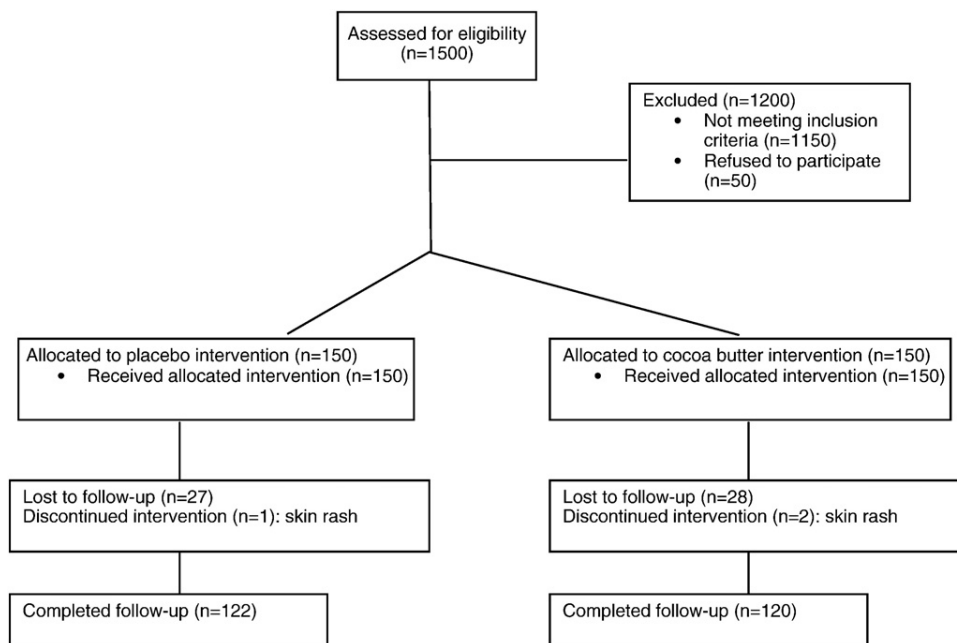 Assessed for eligibility
(n=1500)
Excluded (n=1200)
• Not meeting inclusion
criteria (n=1150)
• Refused to participate
(n=50)
Allocated to placebo intervention (n=150)
• Received allocated intervention (n=150)
Allocated to cocoa butter intervention (n=150)
• Received allocated intervention (n=150)
Lost to follow-up (n=27)
Discontinued intervention (n=1): skin rash
Lost to follow-up (n=28)
Discontinued intervention (n=2): skin rash
Completed follow-up (n=122)
Completed follow-up (n=120)